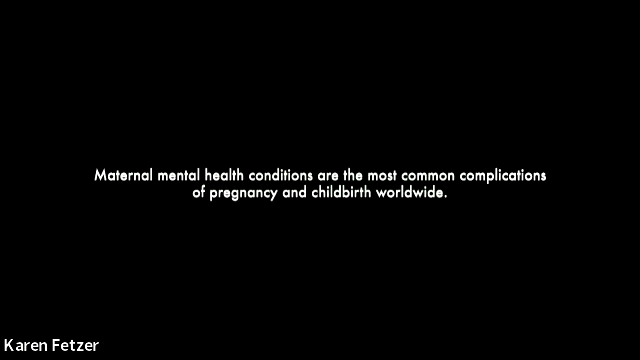 Maternal mental health conditions are the most common complications
of pregnancy and childbirth worldwide.
Karen Fetzer